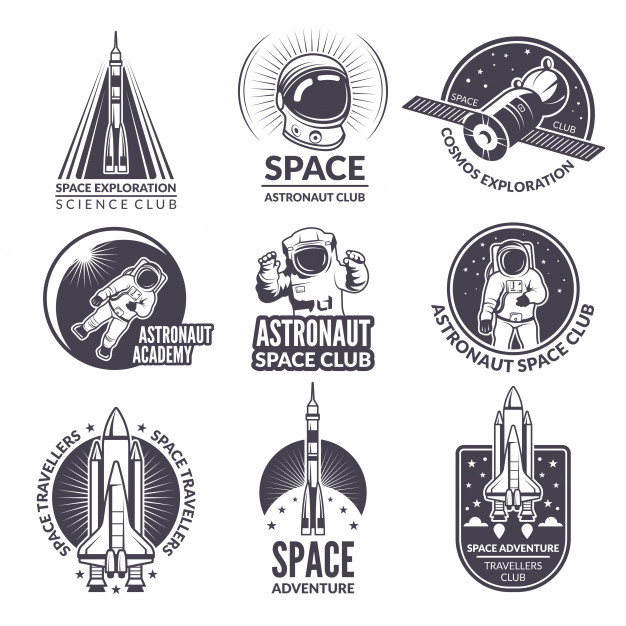 SPACE EXPLORATION
SCIENCE CLUB
SPACE
ASTRONAUT CLUB
SPACE
CLUB
COSMOS EXPLORATION
ASTRONAUT
ACADEMY
ASTRONAUT
SPACE CLUB
ASTRONAUT SPACE CLUB
SPACE TRAVELLERS
SPACE TRAVELLERS
SPACE
ADVENTURE
SPACE ADVENTURE
TRAVELLERS
CLUB